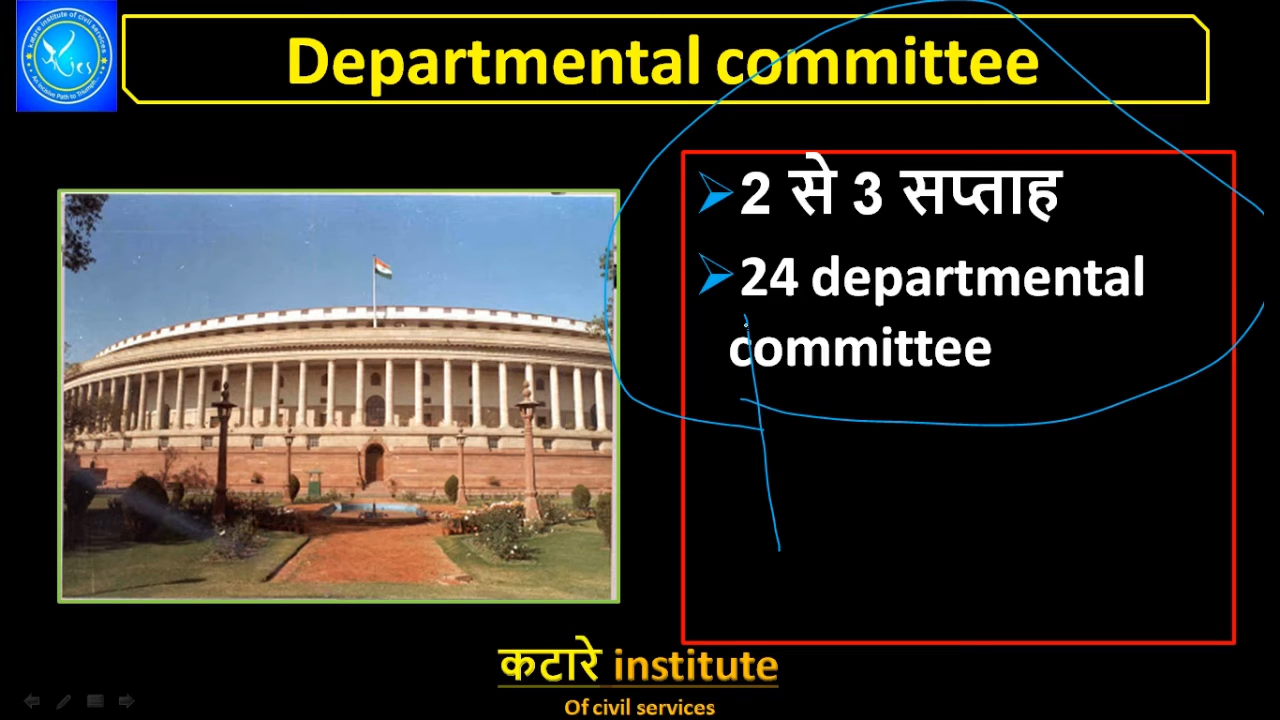 Departmental committee
2 से 3 सप्ताह
24 departmental
committee
कटारे institute
Of civil services